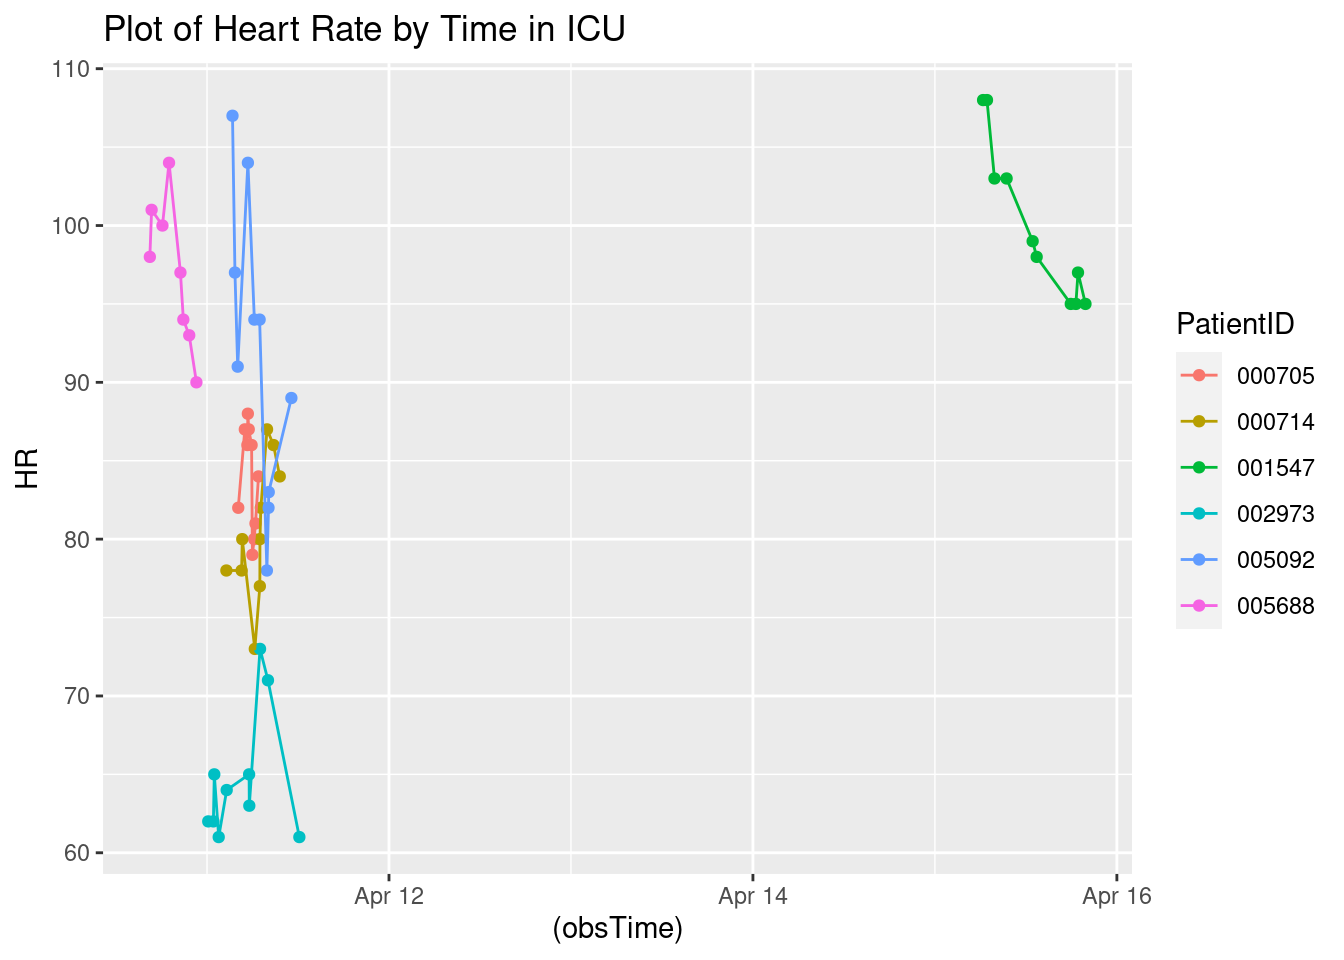 Plot of Heart Rate by Time in ICU
110
100
90
80
70
60
HR
Apr 12
Apr 14
Apr 16
(obsTime)
PatientID
000705
000714
001547
002973
005092
005688